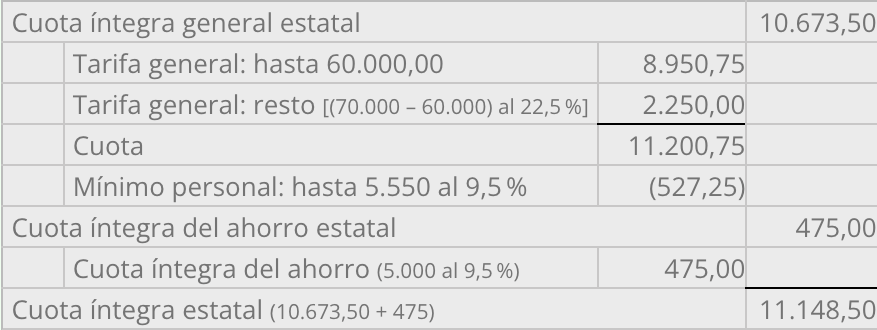 Cuota íntegra general estatal 10.673,50
Tarifa general: hasta 60.000,00 8.950,75
Tarifa general: resto [(70.000 – 60.000) al 22,5 %] 2.250,00
Cuota 11.200,75
Mínimo personal: hasta 5.550 al 9,5 % (527,25)
Cuota íntegra del ahorro estatal 475,00
Cuota íntegra del ahorro (5.000 al 9,5 %) 475,00
Cuota íntegra estatal (10.673,50 + 475) 11.148,50